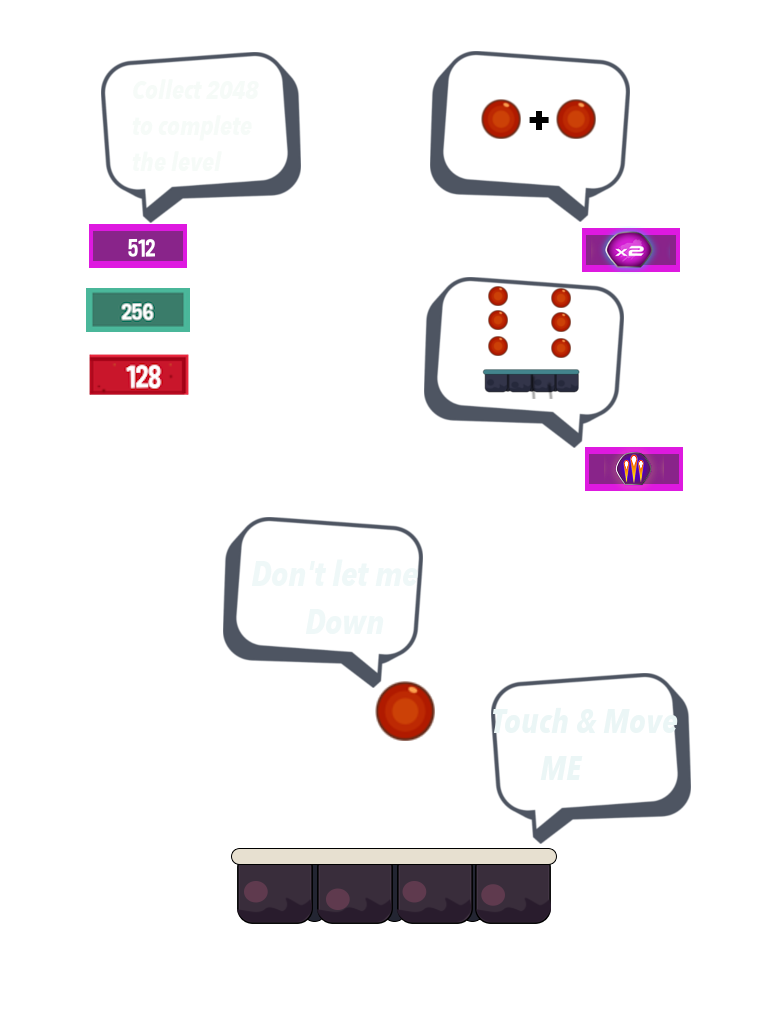 Collect 2048
to complete
the level
+
512
x2
256
128
Don't let me
Down
Touch & Move
ME